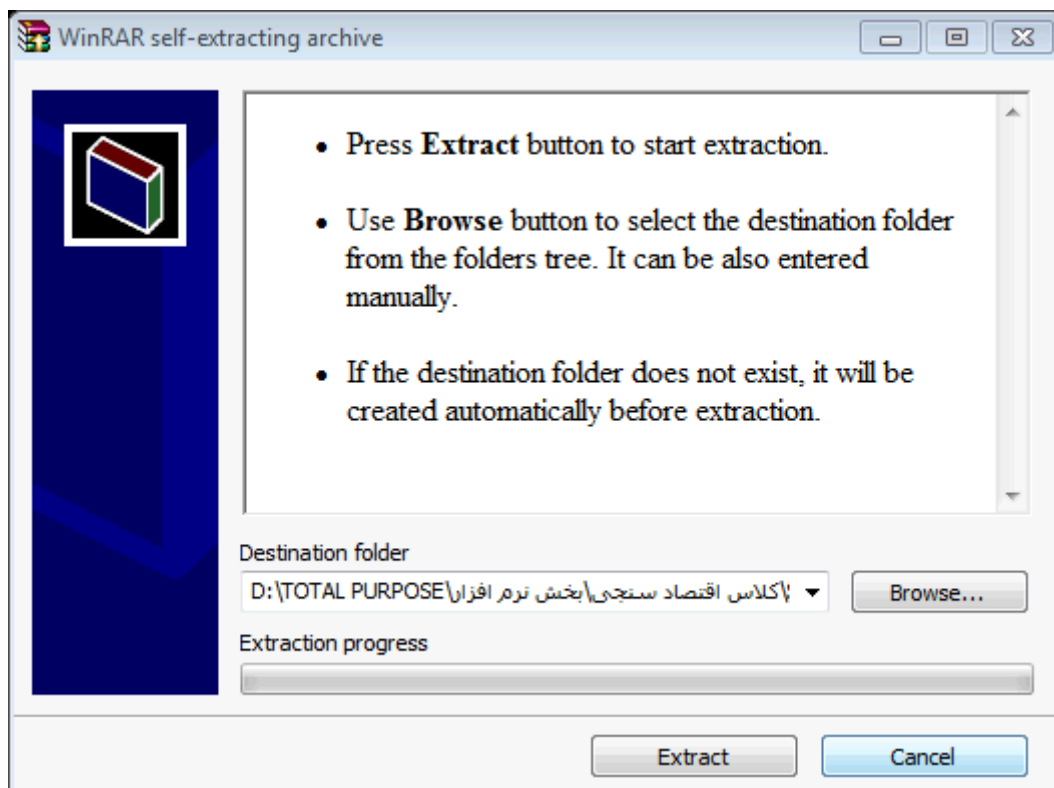 WinRAR self-extracting archive
• Press Extract button to start extraction.
• Use Browse button to select the destination folder
from the folders tree. It can be also entered
manually.
• If the destination folder does not exist, it will be
created automatically before extraction.
Destination folder
D:\TOTAL PURPOSE\کلاس اقتصاد سنجی\بخش نرم افزار\
Browse...
Extraction progress
Extract
Cancel